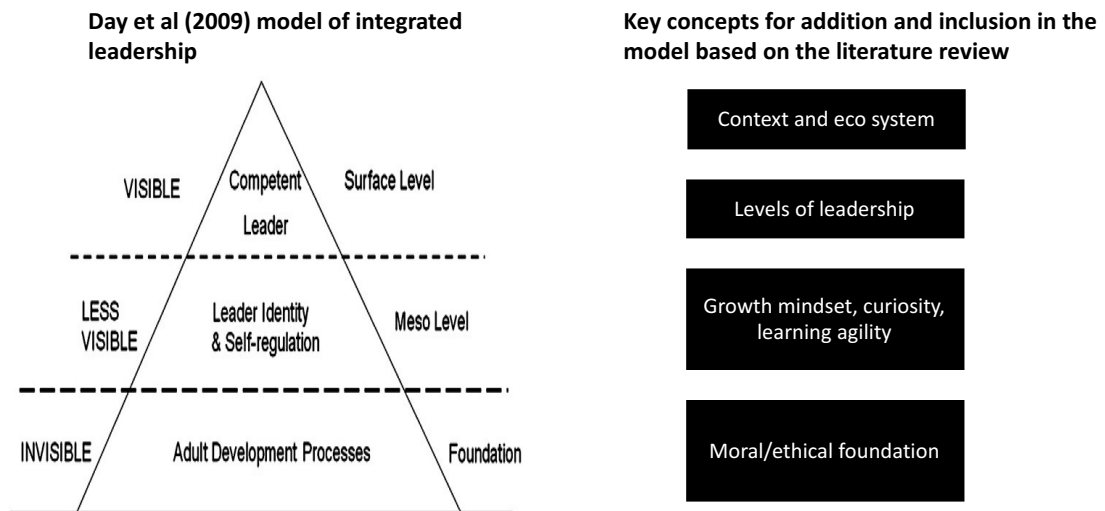 Day et al (2009) model of integrated
leadership
VISIBLE
Competent
Leader
Surface Level
LESS
VISIBLE
Leader Identity
& Self-regulation
Meso Level
INVISIBLE
Adult Development Processes
Foundation
Key concepts for addition and inclusion in the
model based on the literature review
Context and eco system
Levels of leadership
Growth mindset, curiosity,
learning agility
Moral/ethical foundation